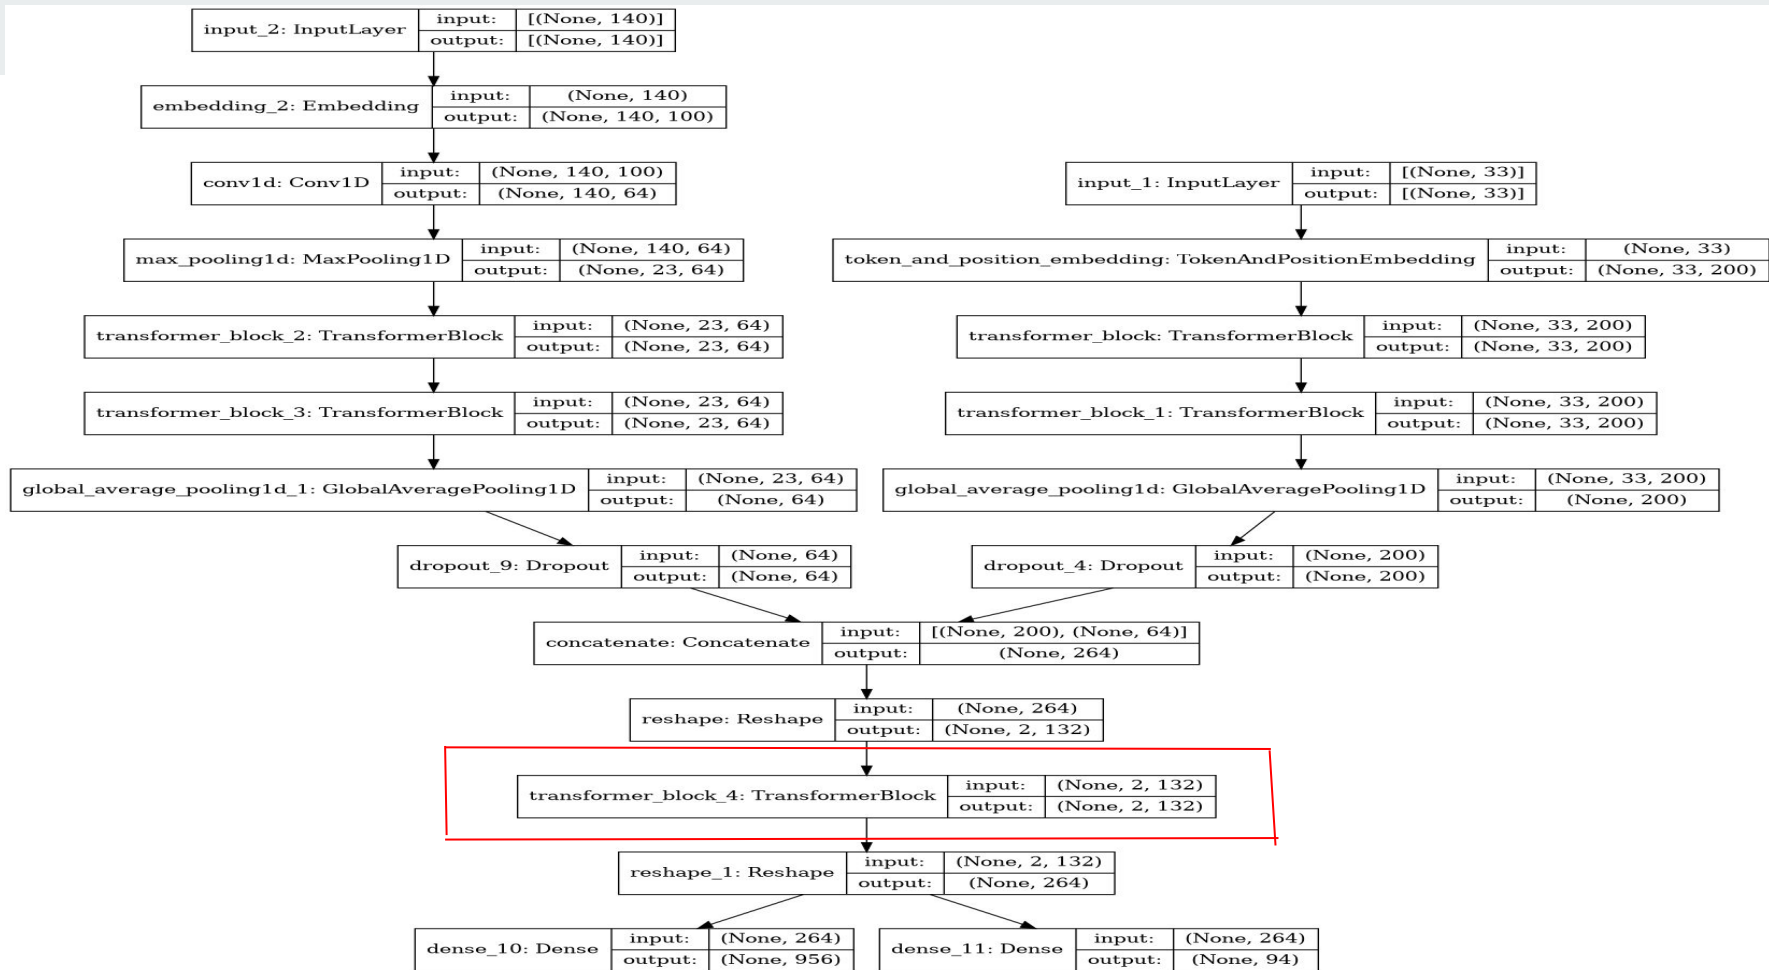 input_2: InputLayer input: [(None, 140)]
output: [(None, 140)]
embedding_2: Embedding input: (None, 140)
output: (None, 140, 100)
conv1d: Conv1D input: (None, 140, 100)
output: (None, 140, 64)
input_1: InputLayer input: [(None, 33)]
output: [(None, 33)]
max_pooling1d: MaxPooling1D input: (None, 140, 64)
output: (None, 23, 64)
token_and_position_embedding: TokenAndPositionEmbedding input: (None, 33)
output: (None, 33, 200)
transformer_block_2: TransformerBlock input: (None, 23, 64)
output: (None, 23, 64)
transformer_block: TransformerBlock input: (None, 33, 200)
output: (None, 33, 200)
transformer_block_3: TransformerBlock input: (None, 23, 64)
output: (None, 23, 64)
transformer_block_1: TransformerBlock input: (None, 33, 200)
output: (None, 33, 200)
global_average_pooling1d_1: GlobalAveragePooling1D input: (None, 23, 64)
output: (None, 64)
global_average_pooling1d: GlobalAveragePooling1D input: (None, 33, 200)
output: (None, 200)
dropout_9: Dropout input: (None, 64)
output: (None, 64)
dropout_4: Dropout input: (None, 200)
output: (None, 200)
concatenate: Concatenate input: [(None, 200), (None, 64)]
output: (None, 264)
reshape: Reshape input: (None, 264)
output: (None, 2, 132)
transformer_block_4: TransformerBlock input: (None, 2, 132)
output: (None, 2, 132)
reshape_1: Reshape input: (None, 2, 132)
output: (None, 264)
dense_10: Dense input: (None, 264)
output: (None, 956)
dense_11: Dense input: (None, 264)
output: (None, 94)